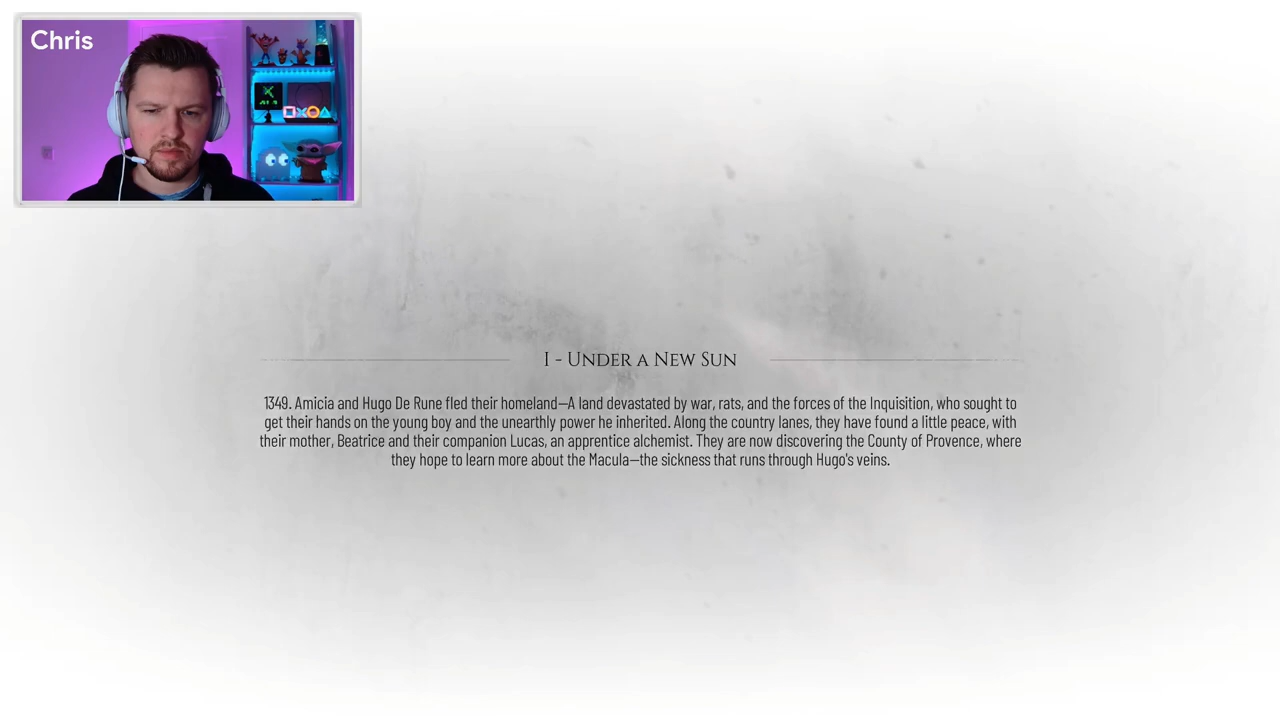 Chris
I - Under a New Sun
1349. Amicia and Hugo De Rune fled their homeland—A land devastated by war, rats, and the forces of the Inquisition, who sought to
get their hands on the young boy and the unearthly power he inherited. Along the country lanes, they have found a little peace, with
their mother, Beatrice and their companion Lucas, an apprentice alchemist. They are now discovering the County of Provence, where
they hope to learn more about the Macula—the sickness that runs through Hugo's veins.